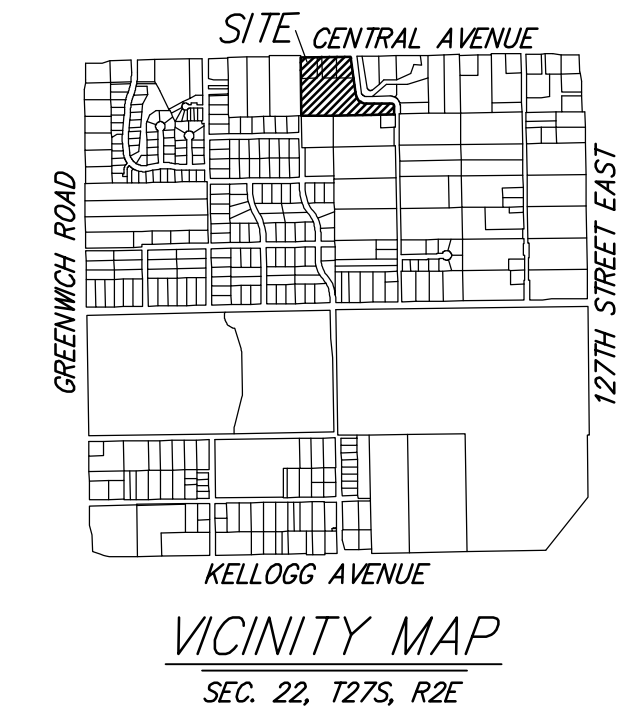 SITE
CENTRAL AVENUE
GREENWICH ROAD
127TH STREET EAST
KELLOGG AVENUE
VICINITY MAP
SEC. 22, T27S, R2E